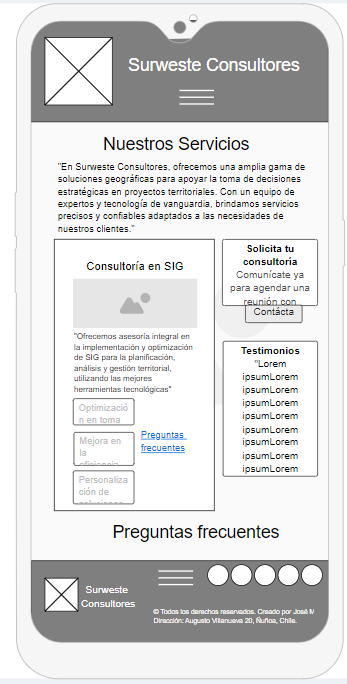 Surweste Consultores
Nuestros Servicios
"En Surweste Consultores, ofrecemos una amplia gama de
soluciones geográficas para apoyar la toma de decisiones
estratégicas en proyectos territoriales. Con un equipo de
expertos y tecnología de vanguardia, brindamos servicios
precisos y confiables adaptados a las necesidades de
nuestros clientes."
Consultoría en SIG
"Ofrecemos asesoría integral en
la implementación y optimización
de SIG para la planificación,
análisis y gestión territorial,
utilizando las mejores
herramientas tecnológicas"
Optimizació
n en toma
Mejora en
la
eficiencia
Personaliza
ción de
soluciones
Preguntas
frecuentes
Solicita tu
consultoría
Comunícate ya
para agendar una
reunión con
Contácta
Testimonios
"Lorem
ipsumLorem
ipsumLorem
ipsumLorem
ipsumLorem
ipsumLorem
ipsumLorem
ipsumLorem
ipsumLorem
Preguntas frecuentes
Surweste
Consultores
© Todos los derechos reservados. Creado por José M
Dirección: Augusto Villanueva 20, Ñuñoa, Chile.